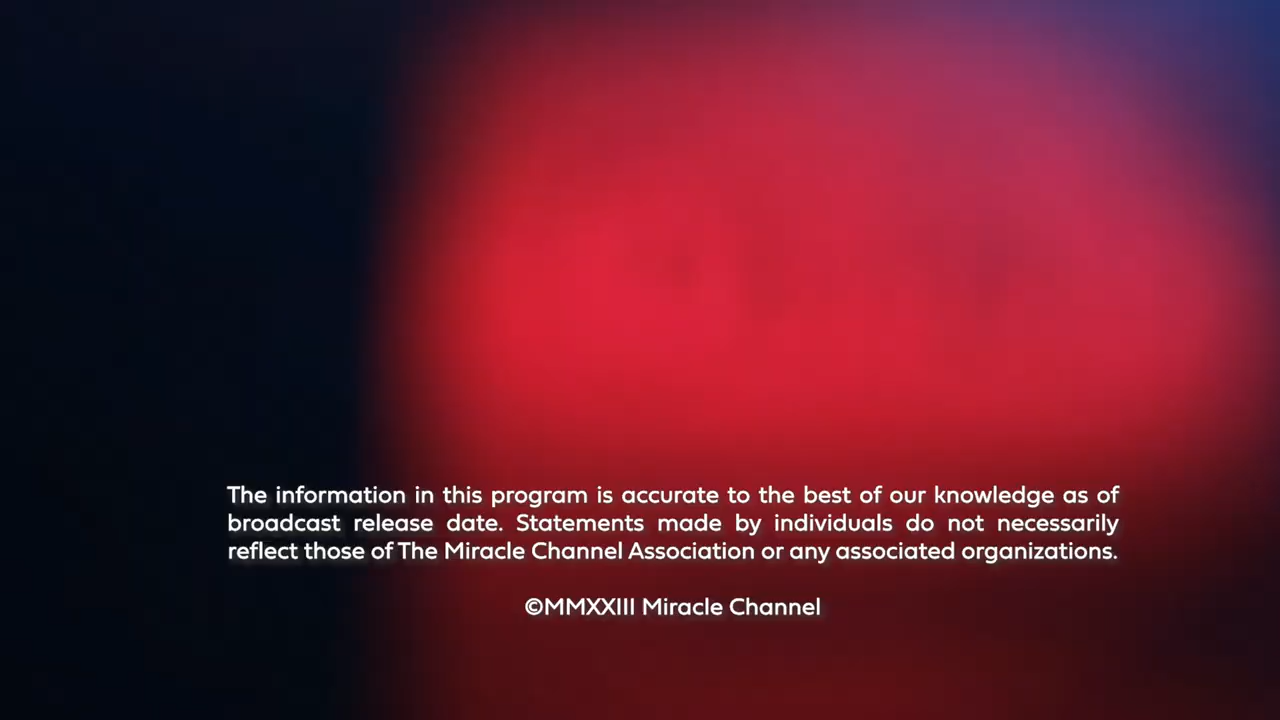 The information in this program is accurate to the best of our knowledge as of
broadcast release date. Statements made by individuals do not necessarily
reflect those of The Miracle Channel Association or any associated organizations.
©MMXXIII Miracle Channel